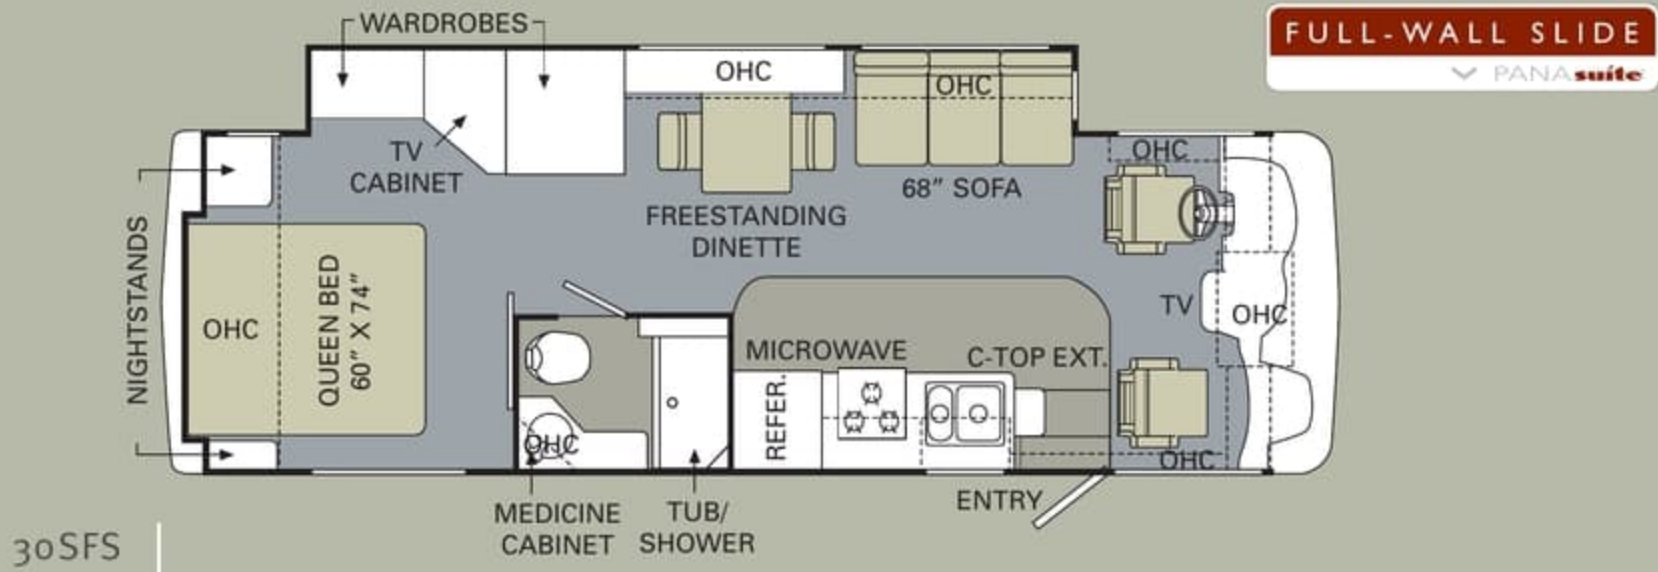 WARDROBES
FULL-WALL SLIDE
PANAsuite
OHC
OHC
TV
CABINET
OHC
68” SOFA
FREESTANDING
DINETTE
NIGHTSTANDS
OHC
QUEEN BED
60” X 74”
TV
OHC
MICROWAVE
C-TOP EXT.
REFER.
OHC
OHC
MEDICINE
CABINET
TUB/
SHOWER
ENTRY
30SFS